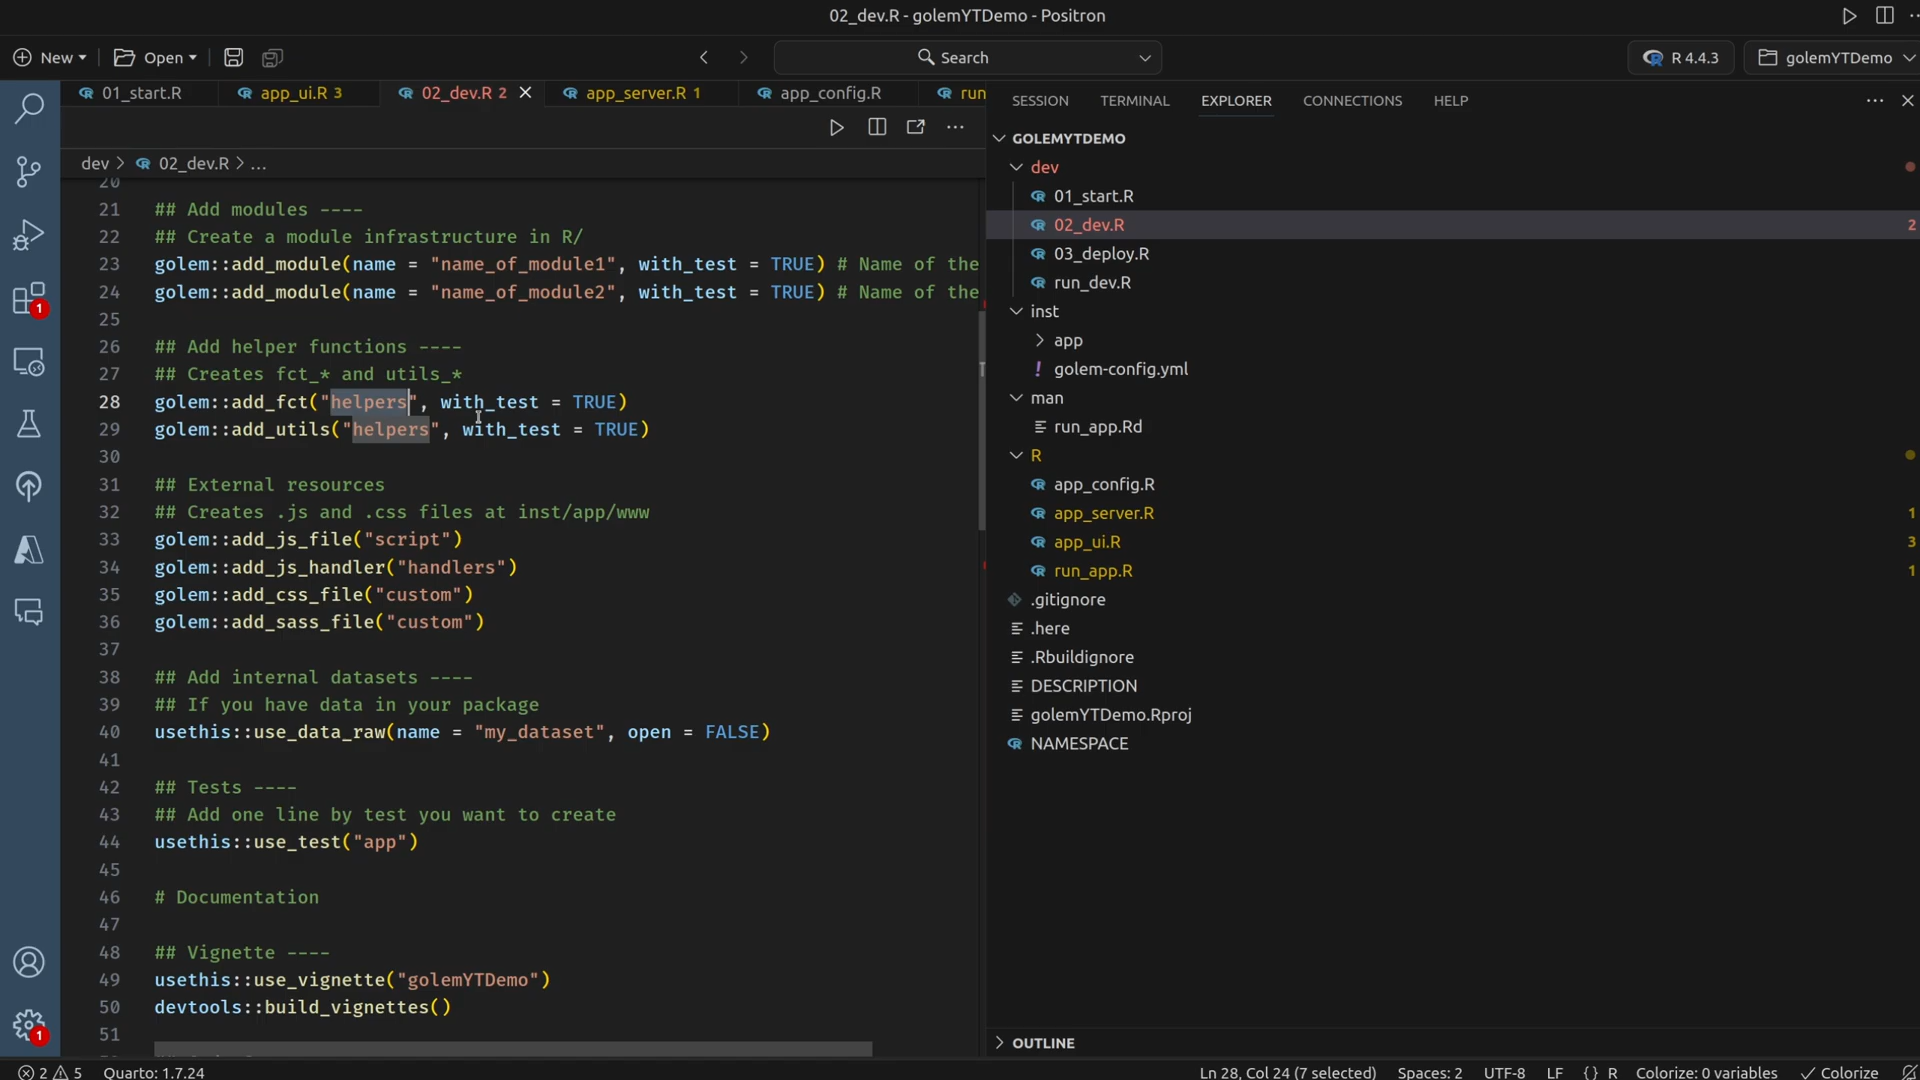 02_dev.R - golemYTDemo - Positron
New
Open
Search
R 4.4.3
golemYTDemo
01_start.R
app_ui.R 3
02_dev.R 2
app_server.R 1
app_config.R
run
dev > 02_dev.R > ...
20
21 ## Add modules ----
22 ## Create a module infrastructure in R/
23 golem::add_module(name = "name_of_module1", with_test = TRUE) # Name of the
24 golem::add_module(name = "name_of_module2", with_test = TRUE) # Name of the
25
26 ## Add helper functions ----
27 ## Creates fct_* and utils_*
28 golem::add_fct("helpers", with_test = TRUE)
29 golem::add_utils("helpers", with_test = TRUE)
30
31 ## External resources
32 ## Creates .js and .css files at inst/app/www
33 golem::add_js_file("script")
34 golem::add_js_handler("handlers")
35 golem::add_css_file("custom")
36 golem::add_sass_file("custom")
37
38 ## Add internal datasets ----
39 ## If you have data in your package
40 usethis::use_data_raw(name = "my_dataset", open = FALSE)
41
42 ## Tests ----
43 ## Add one line by test you want to create
44 usethis::use_test("app")
45
46 # Documentation
47
48 ## Vignette ----
49 usethis::use_vignette("golemYTDemo")
50 devtools::build_vignettes()
51
SESSION
TERMINAL
EXPLORER
CONNECTIONS
HELP
GOLEMYTDEMO
dev
01_start.R
02_dev.R 2
03_deploy.R
run_dev.R
inst
app
! golem-config.yml
man
run_app.Rd
R
app_config.R
app_server.R 1
app_ui.R 3
run_app.R 1
.gitignore
.here
.Rbuildignore
DESCRIPTION
golemYTDemo.Rproj
NAMESPACE
OUTLINE
1
1
2 5
Quarto: 1.7.24
Ln 28, Col 24 (7 selected)
Spaces: 2
UTF-8
LF
{ } R
Colorize: 0 variables
Colorize